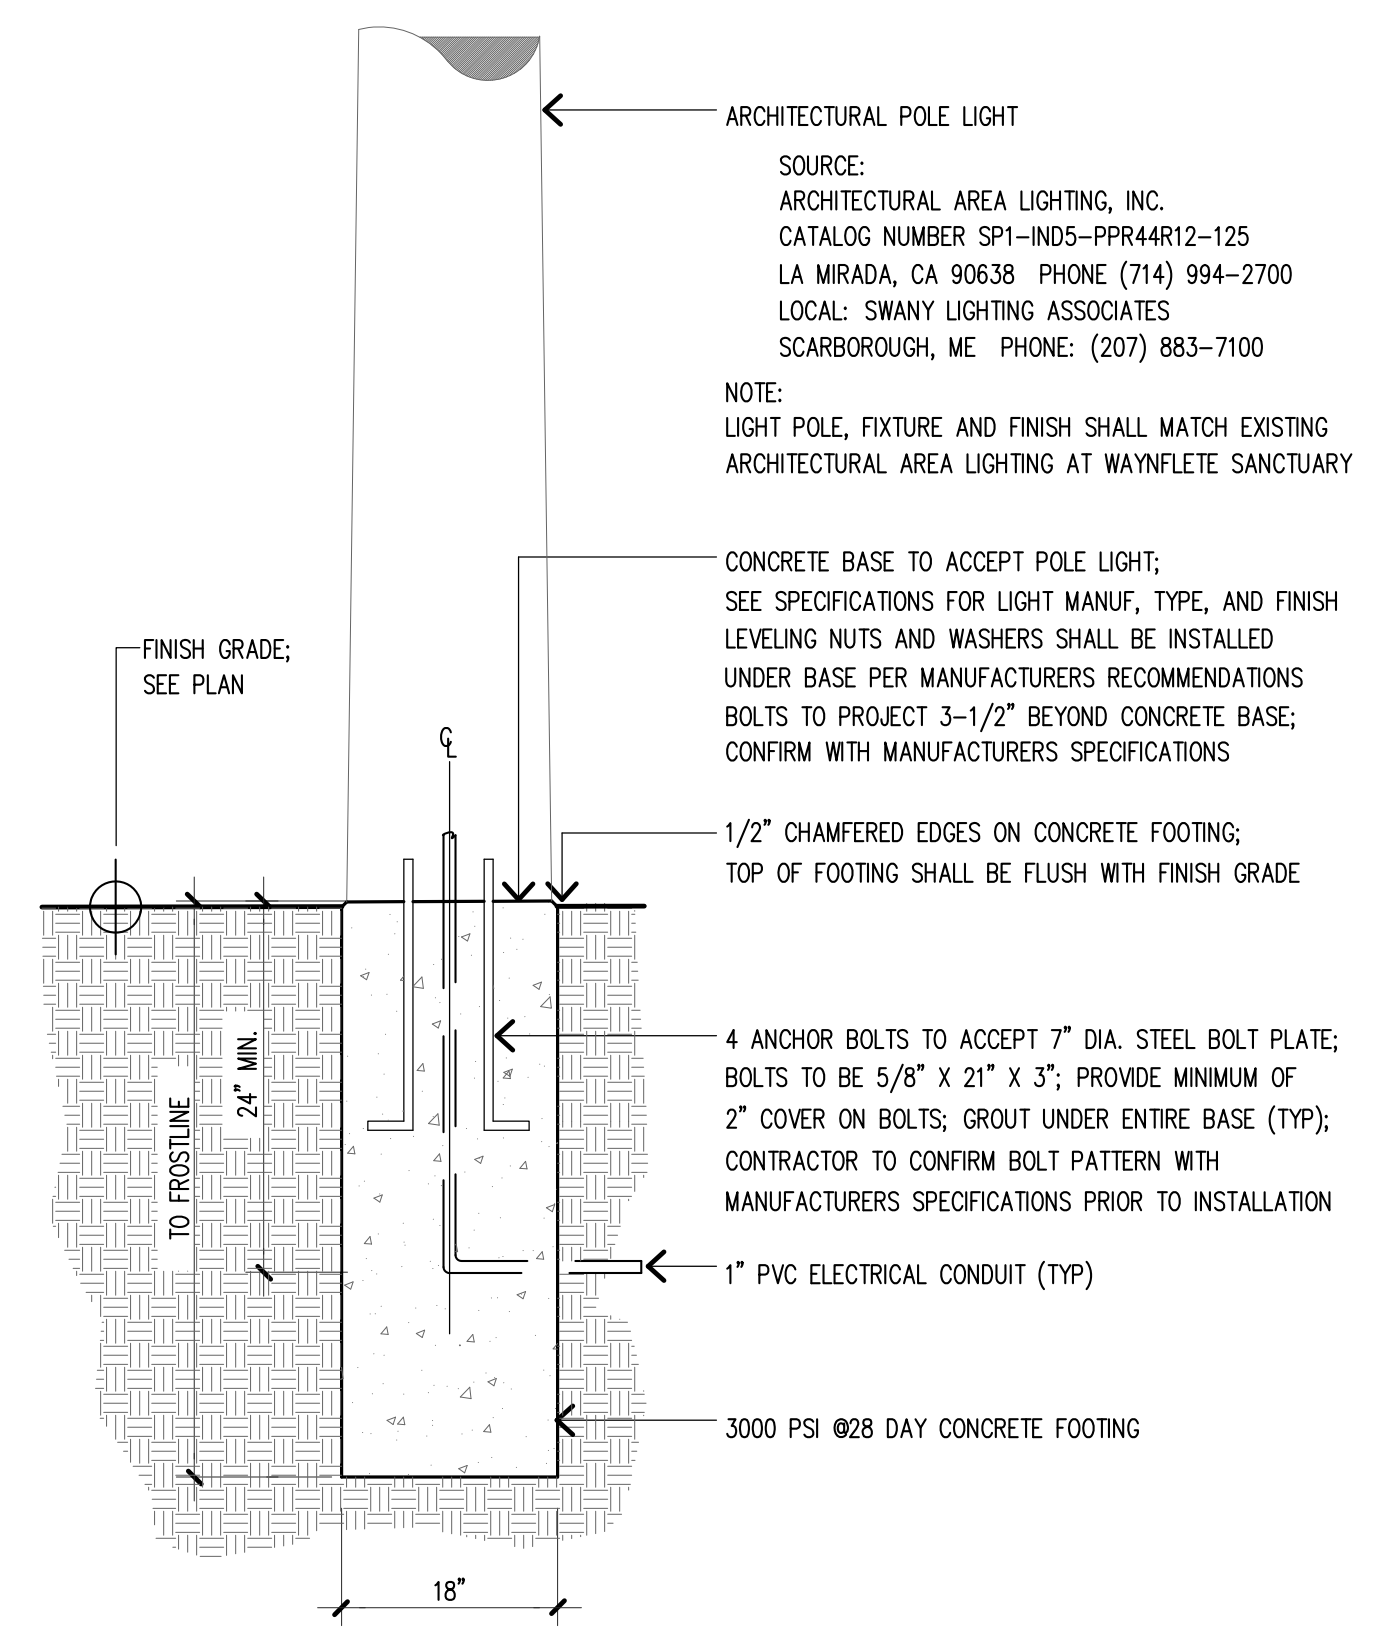 ARCHITECTURAL POLE LIGHT
SOURCE:
ARCHITECTURAL AREA LIGHTING, INC.
CATALOG NUMBER SP1-IND5-PPR44R12-125
LA MIRADA, CA 90638 PHONE (714) 994-2700
LOCAL: SWANY LIGHTING ASSOCIATES
SCARBOROUGH, ME PHONE: (207) 883-7100
NOTE:
LIGHT POLE, FIXTURE AND FINISH SHALL MATCH EXISTING
ARCHITECTURAL AREA LIGHTING AT WAYNFLETE SANCTUARY
CONCRETE BASE TO ACCEPT POLE LIGHT;
SEE SPECIFICATIONS FOR LIGHT MANUF, TYPE, AND FINISH
LEVELING NUTS AND WASHERS SHALL BE INSTALLED
UNDER BASE PER MANUFACTURERS RECOMMENDATIONS
BOLTS TO PROJECT 3-1/2" BEYOND CONCRETE BASE;
CONFIRM WITH MANUFACTURERS SPECIFICATIONS
FINISH GRADE;
SEE PLAN
CL
1/2" CHAMFERED EDGES ON CONCRETE FOOTING;
TOP OF FOOTING SHALL BE FLUSH WITH FINISH GRADE
4 ANCHOR BOLTS TO ACCEPT 7" DIA. STEEL BOLT PLATE;
BOLTS TO BE 5/8" X 21" X 3"; PROVIDE MINIMUM OF
2" COVER ON BOLTS; GROUT UNDER ENTIRE BASE (TYP);
CONTRACTOR TO CONFIRM BOLT PATTERN WITH
MANUFACTURERS SPECIFICATIONS PRIOR TO INSTALLATION
24" MIN.
TO FROSTLINE
1" PVC ELECTRICAL CONDUIT (TYP)
3000 PSI @28 DAY CONCRETE FOOTING
18"